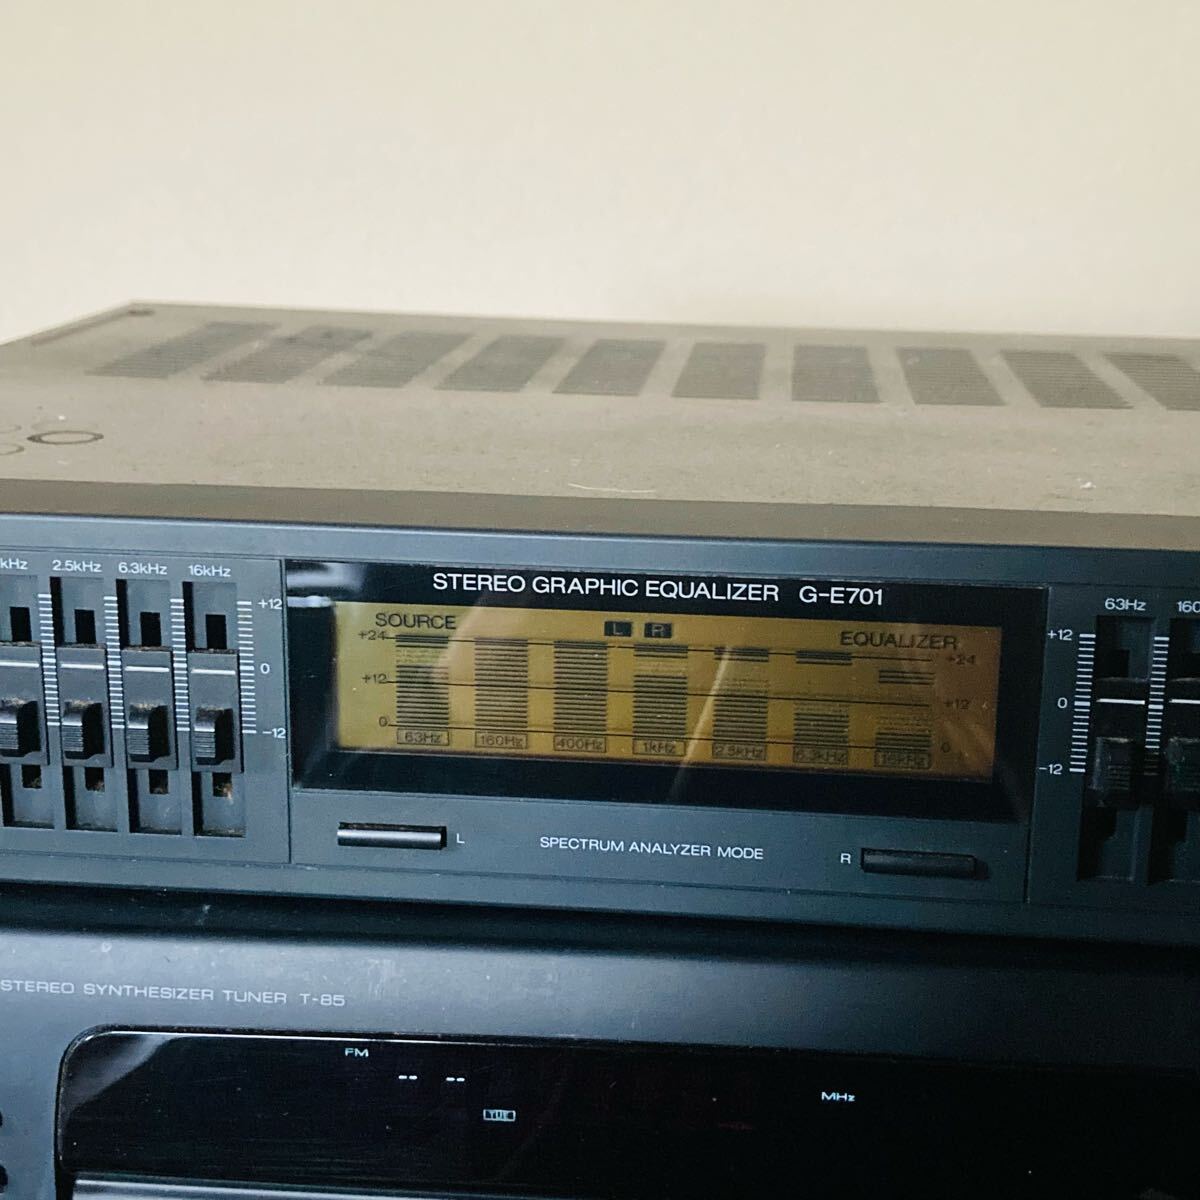 kHz 2.5kHz 6.3kHz 16kHz
+12
0
-12
STEREO GRAPHIC EQUALIZER G-E701
SOURCE L R EQUALIZER
+24 +24
+12 +12
0 0
63Hz 160Hz 400Hz 1kHz 2.5kHz 6.3kHz 16kHz
L SPECTRUM ANALYZER MODE R
63Hz 160
+12
0
-12
STEREO SYNTHESIZER TUNER T-85
FM
-- --
TUE
MHz